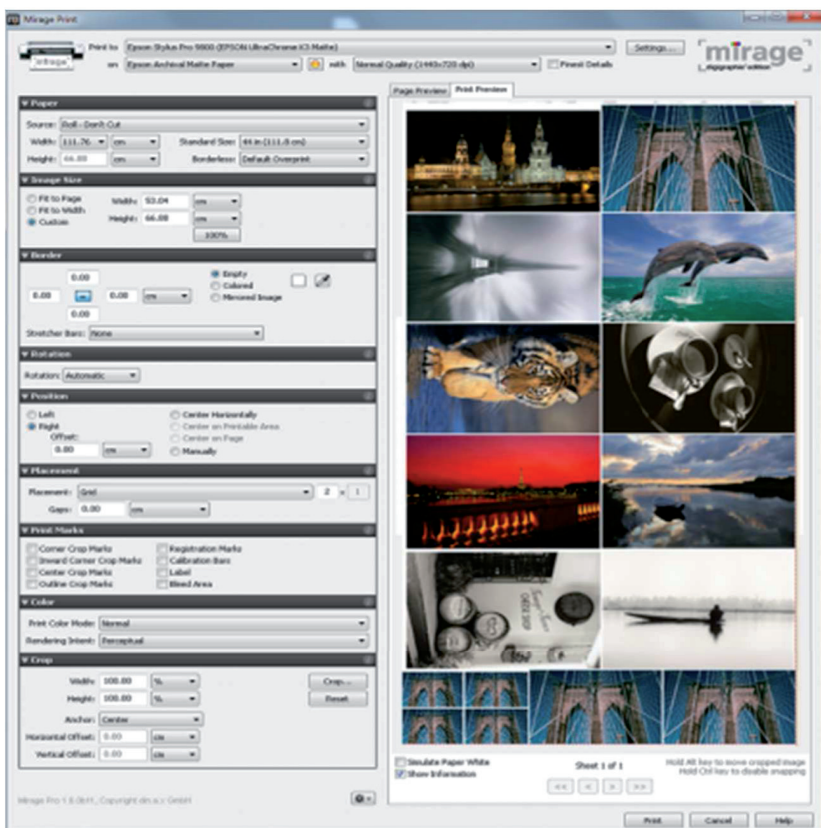 Mirage Print
Print to Epson Stylus Pro 9800 (EPSON UltraChrome K3 Matte) Settings...
on Epson Archival Matte Paper with Normal Quality (1440x720 dpi) Finest Details
mirage
mirage
digigraphie edition
Page Preview Print Preview
Paper
Source: Roll - Don't Cut
Width: 111.76 cm Standard Size: 44 in (111.8 cm)
Height: 66.88 cm Borderless: Default Overprint
Image Size
Fit to Page Width: 53.04 cm
Fit to Width
Custom Height: 66.88 cm
100%
Border
0.00 Empty
Colored
0.00 0.00 cm
Mirrored Image
0.00
Stretcher Bars: None
Rotation
Rotation: Automatic
Position
Left Center Horizontally
Right Center on Printable Area
Offset: Center on Page
0.00 cm Manually
Placement
Placement: Grid 2 x 1
Gaps: 0.00 cm
Print Marks
Corner Crop Marks Registration Marks
Inward Corner Crop Marks Calibration Bars
Center Crop Marks Label
Outline Crop Marks Bleed Area
Color
Print Color Mode: Normal
Rendering Intent: Perceptual
Crop
Width: 100.00 % Crop...
Height: 100.00 % Reset
Anchor: Center
Horizontal Offset: 0.00 cm
Vertical Offset: 0.00 cm
Simulate Paper White Sheet 1 of 1 Hold Alt key to move cropped image
Show Information Hold Ctrl key to disable snapping
<< < > >>
Copyright din.a.x GmbH
Print Cancel Help